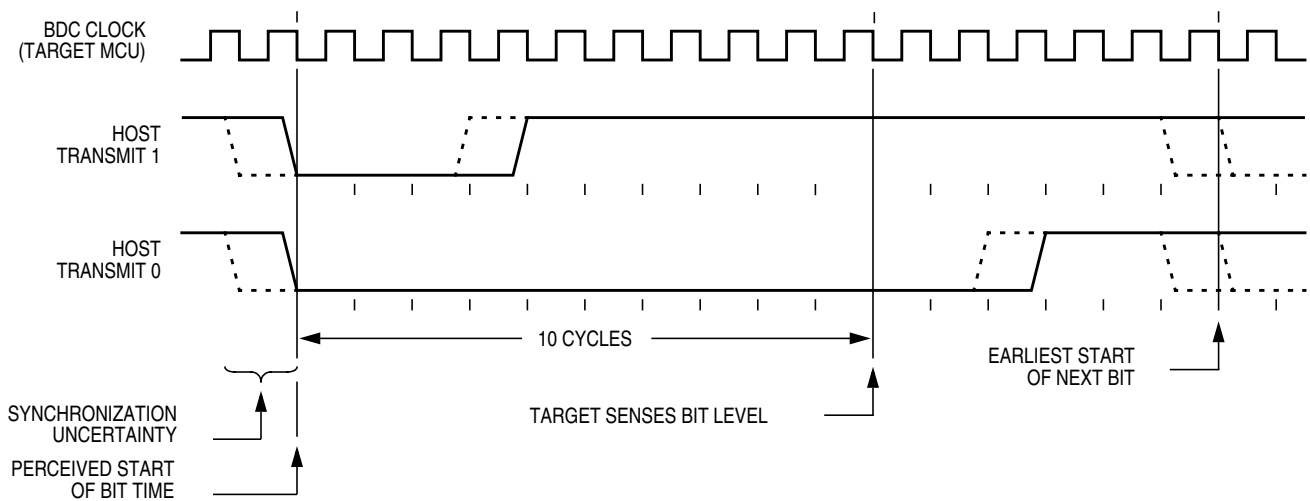 BDC CLOCK
(TARGET MCU)
HOST
TRANSMIT 1
HOST
TRANSMIT 0
10 CYCLES
EARLIEST START
OF NEXT BIT
TARGET SENSES BIT LEVEL
SYNCHRONIZATION
UNCERTAINTY
PERCEIVED START
OF BIT TIME